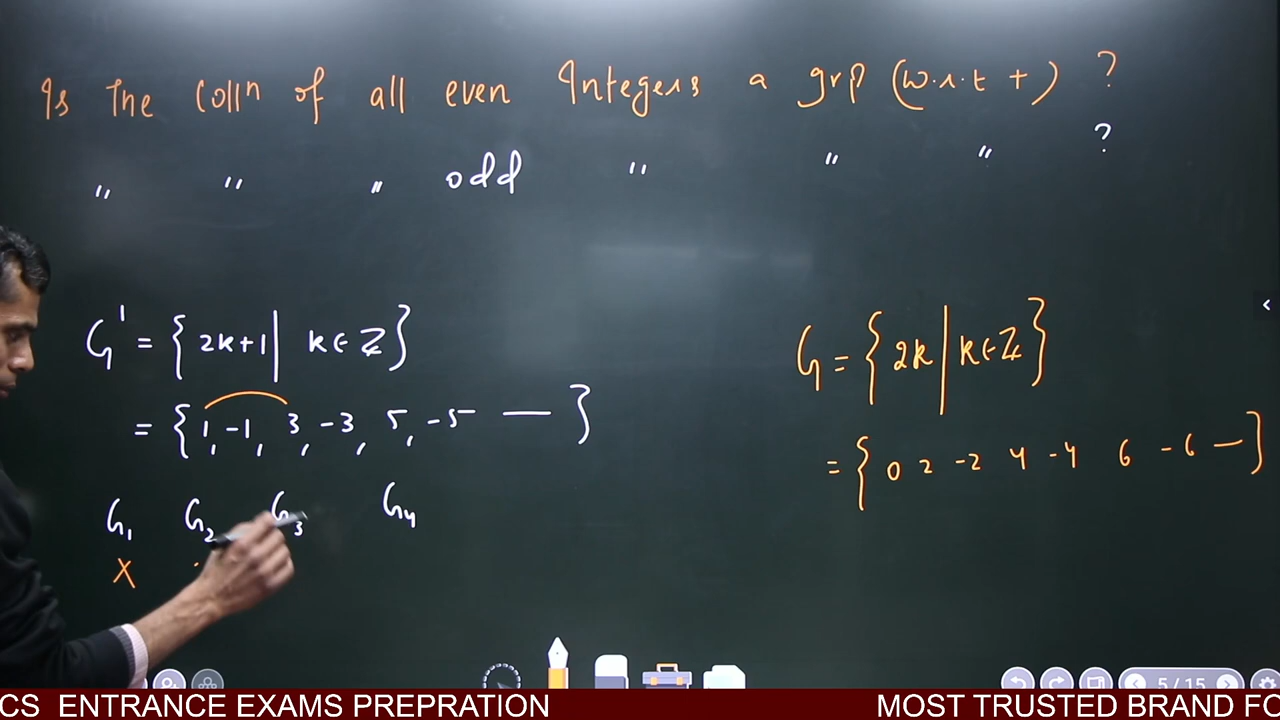 Is The Colln of all even Integers a grp (w.r.t +) ?
" " " odd " " " ?
G' = { 2k+1 | k ∈ Z }
= { 1, -1, 3, -3, 5, -5 — }
G1 G2 G3 G4
X
G = { 2k | k ∈ Z }
= { 0 2 -2 4 -4 6 -6 — }
5 / 15
CS ENTRANCE EXAMS PREPRATION MOST TRUSTED BRAND FO